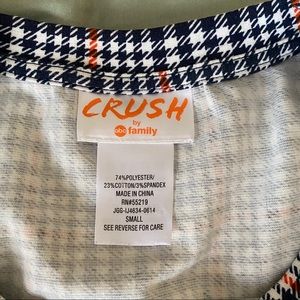 CRUSH
by
abc family
74%POLYESTER/
23%COTTON/3%SPANDEX
MADE IN CHINA
RN#55219
JGG-IJ4634-0614
SMALL
SEE REVERSE FOR CARE